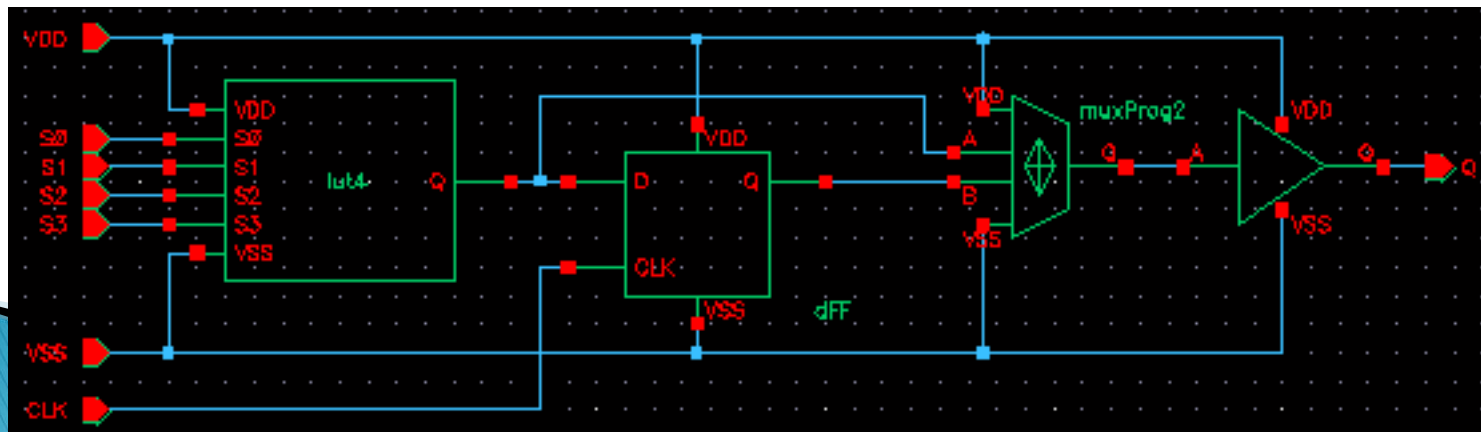 VDD
S0
S1
S2
S3
VSS
CLK
VDD
S0
S1
S2
S3
VSS
lut4
Q
VDD
D
Q
CLK
VSS
dFF
VDD
A
B
VSS
muxProg2
Q
A
VDD
Q
VSS
Q